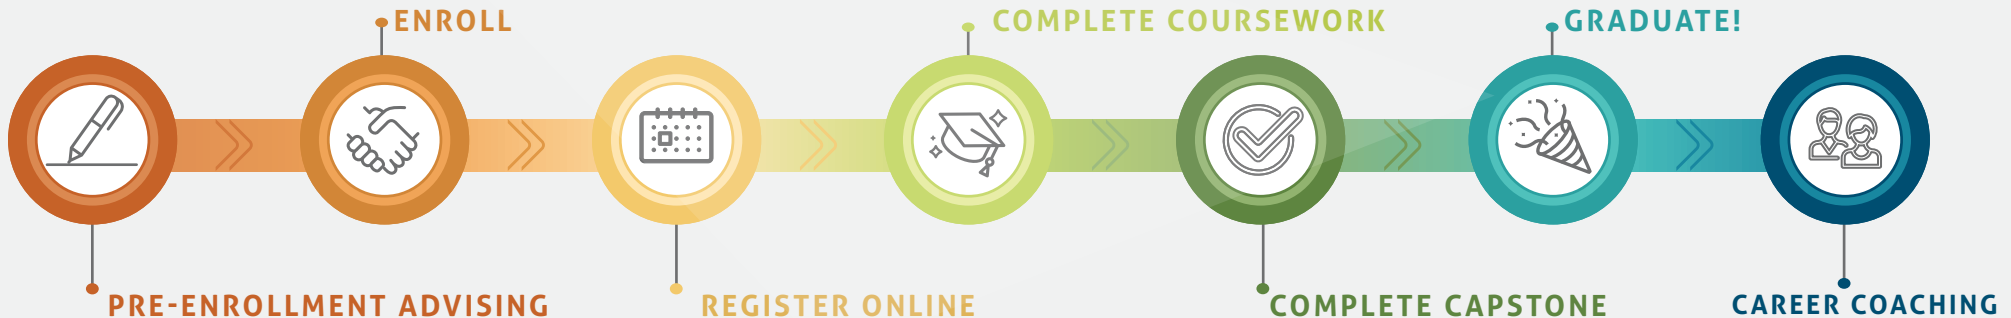 ENROLL
COMPLETE COURSEWORK
GRADUATE!
PRE-ENROLLMENT ADVISING
REGISTER ONLINE
COMPLETE CAPSTONE
CAREER COACHING